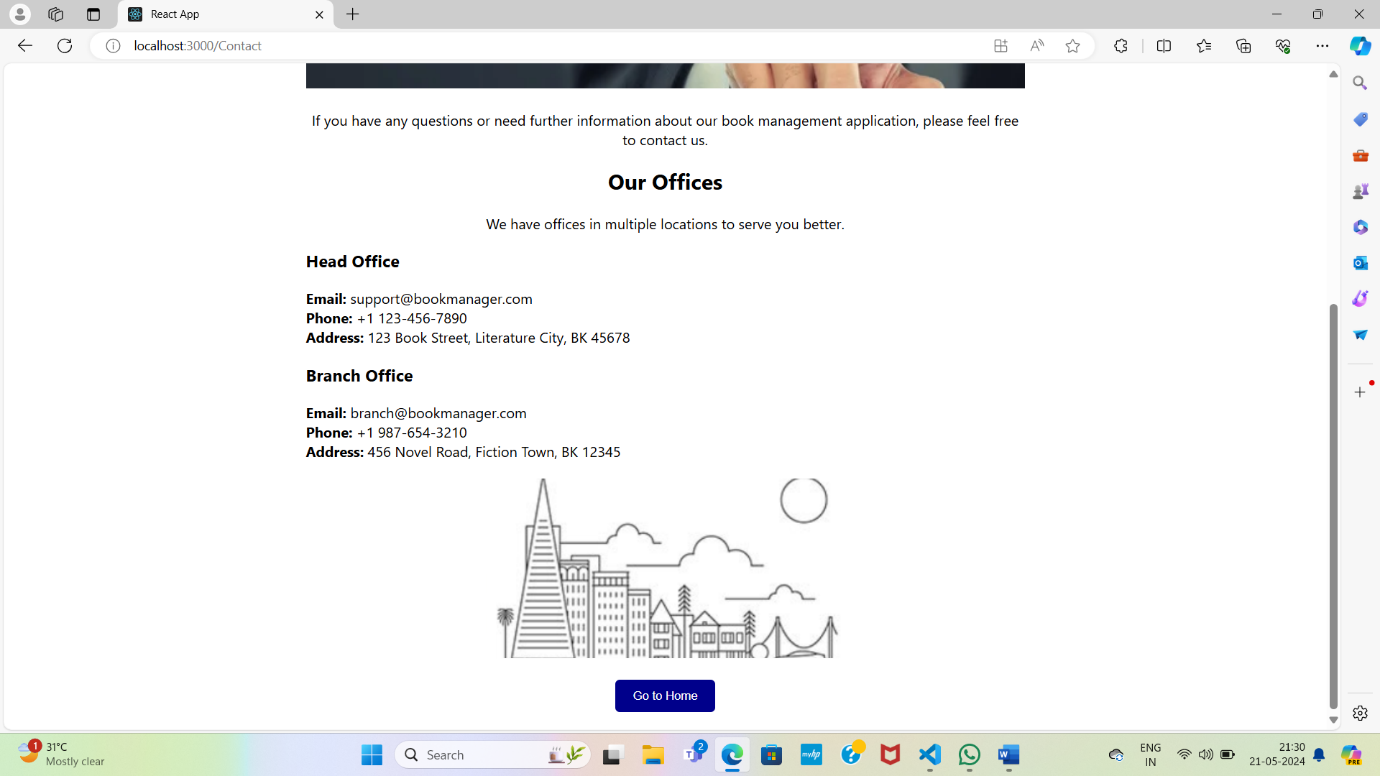 React App
localhost:3000/Contact
If you have any questions or need further information about our book management application, please feel free
to contact us.
Our Offices
We have offices in multiple locations to serve you better.
Head Office
Email: support@bookmanager.com
Phone: +1 123-456-7890
Address: 123 Book Street, Literature City, BK 45678
Branch Office
Email: branch@bookmanager.com
Phone: +1 987-654-3210
Address: 456 Novel Road, Fiction Town, BK 12345
Go to Home
1
31°C
Mostly clear
Search
T
2
myhp
?
W
ENG
IN
21:30
21-05-2024
PRE